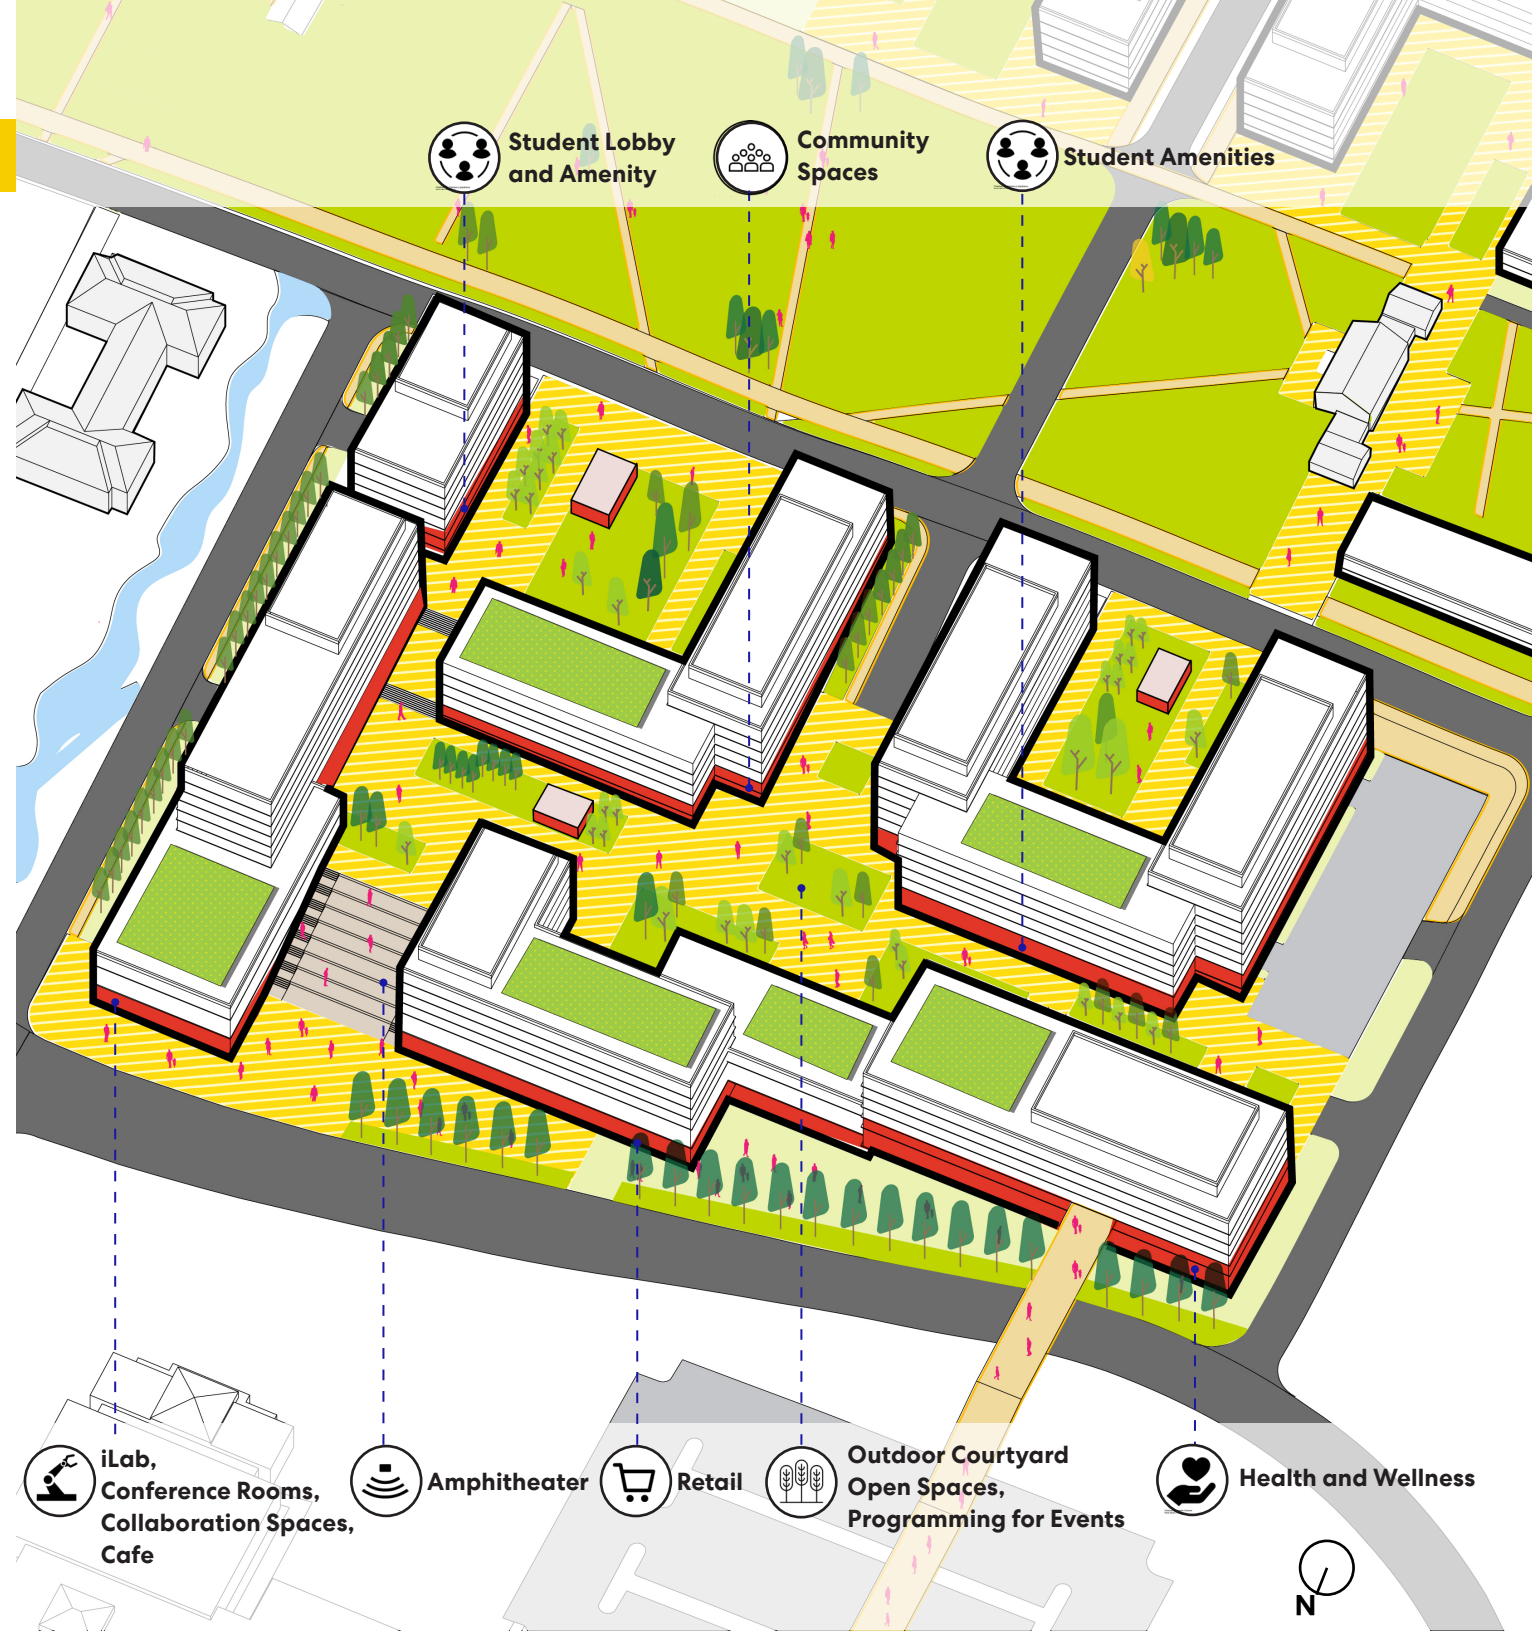 Student Lobby
and Amenity
Community
Spaces
Student Amenities
iLab,
Conference Rooms,
Collaboration Spaces,
Cafe
Amphitheater
Retail
Outdoor Courtyard
Open Spaces,
Programming for Events
Health and Wellness
N